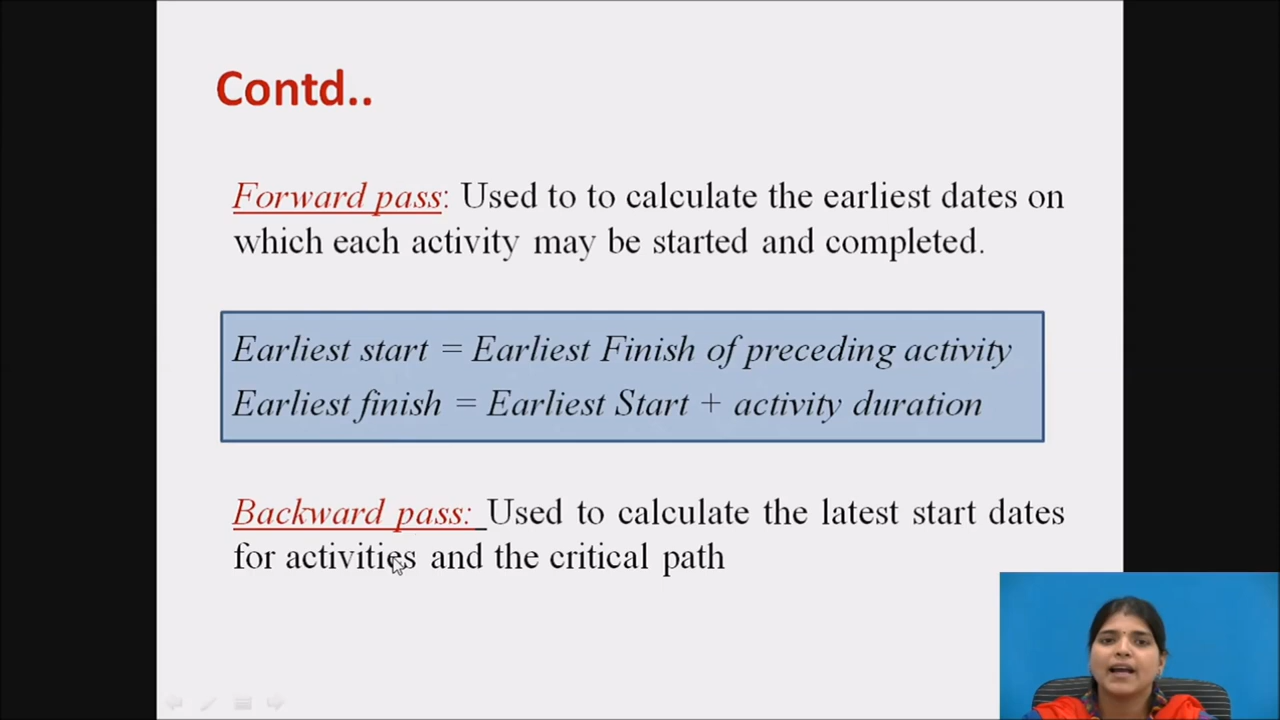 Contd..
Forward pass: Used to to calculate the earliest dates on
which each activity may be started and completed.
Earliest start = Earliest Finish of preceding activity
Earliest finish = Earliest Start + activity duration
Backward pass: Used to calculate the latest start dates
for activities and the critical path